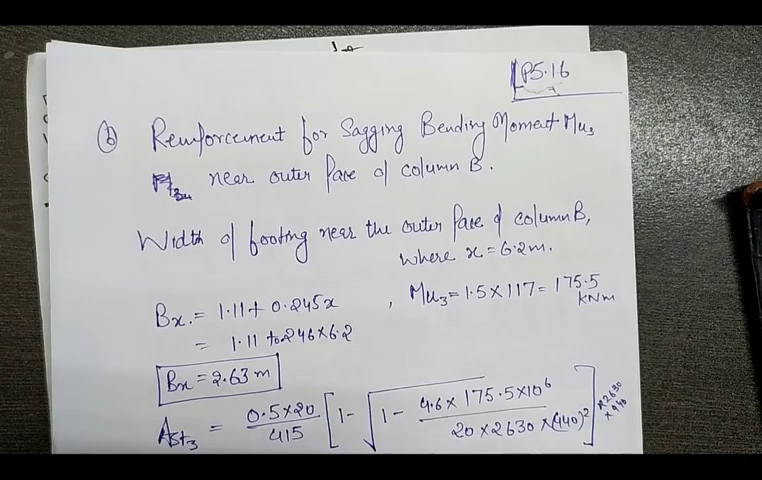 P5.16
(b) Reinforcement for Sagging Bending Moment Mu3
near outer face of column B.
Width of footing near the outer face of column B,
where x = 6.2m.
Bx. = 1.11 + 0.245x , Mu3 = 1.5 × 117 = 175.5 kNm
= 1.11 + 0.246 × 6.2
Bx = 2.63 m
Ast3 = 0.5×20/415 [1 - √(1 - 4.6 × 175.5×10^6 / 20 × 2630 × (440)^2)] × 2630 × 440